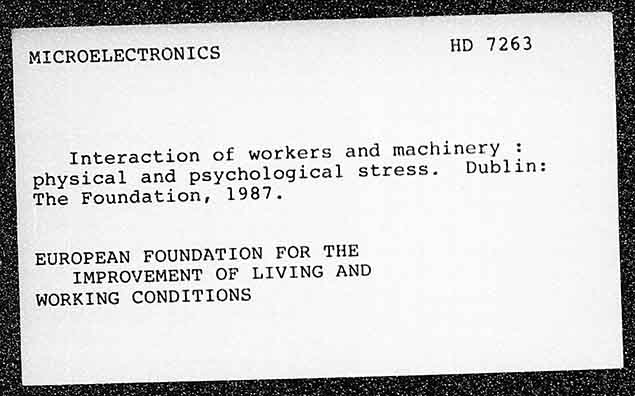 MICROELECTRONICS HD 7263
Interaction of workers and machinery :
physical and psychological stress. Dublin:
The Foundation, 1987.
EUROPEAN FOUNDATION FOR THE
IMPROVEMENT OF LIVING AND
WORKING CONDITIONS